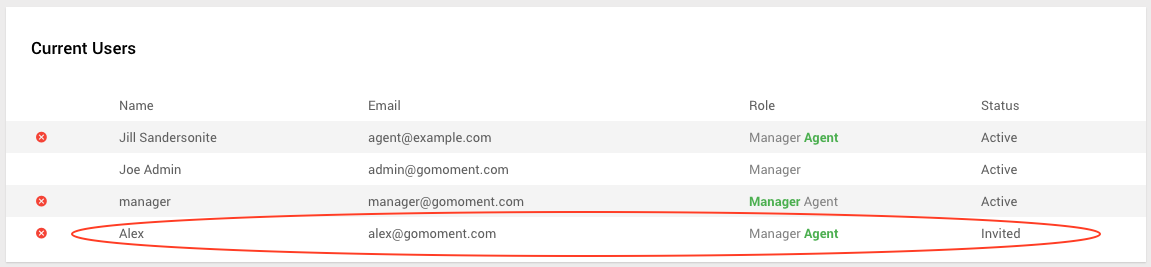 Current Users
Name Email Role Status
Jill Sandersonite agent@example.com Manager Agent Active
Joe Admin admin@gomoment.com Manager Active
manager manager@gomoment.com Manager Agent Active
Alex alex@gomoment.com Manager Agent Invited